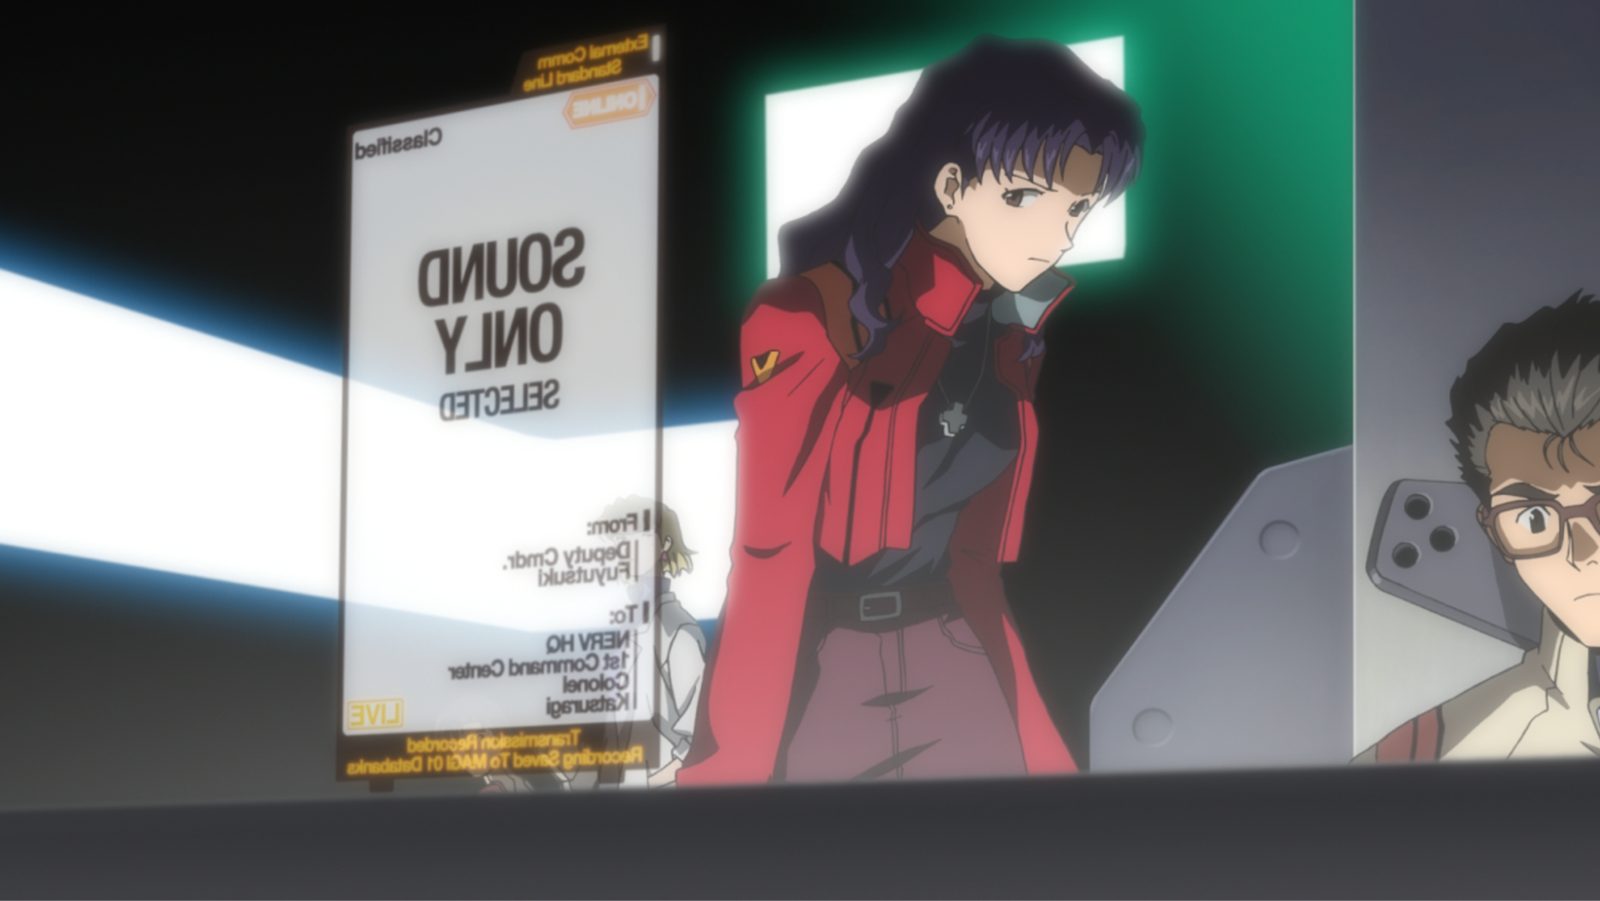 External Comm
Standard Line
ONLINE
Classified
SOUND
ONLY
SELECTED
From:
Deputy Cmdr.
Fuyutsuki
To:
NERV HQ
1st Command Center
Colonel
Katsuragi
LIVE
Transmission Recorded
Recording Saved To MAGI 01 Databanks